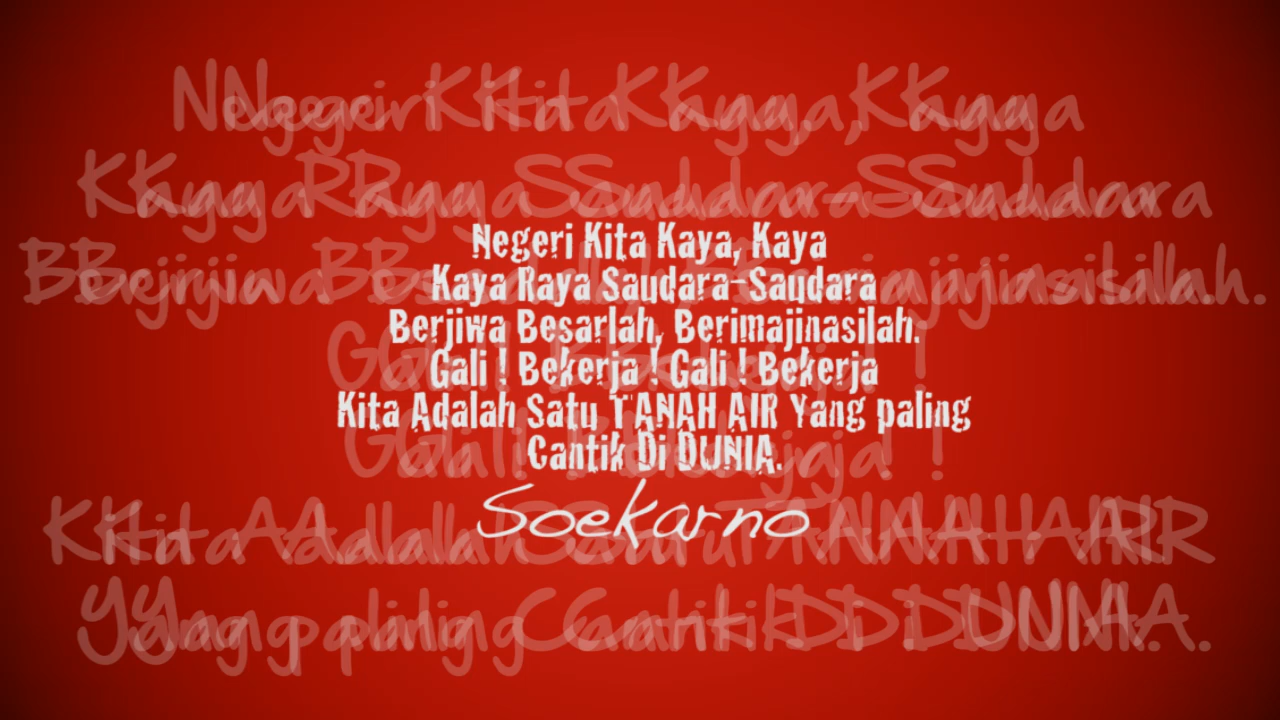 Negeri Kita Kaya, Kaya
Kaya Raya Saudara-Saudara
Berjiwa Besarlah, Berimajinasilah.
Gali ! Bekerja ! Gali ! Bekerja
Kita Adalah Satu TANAH AIR Yang paling
Cantik Di DUNIA.
Soekarno